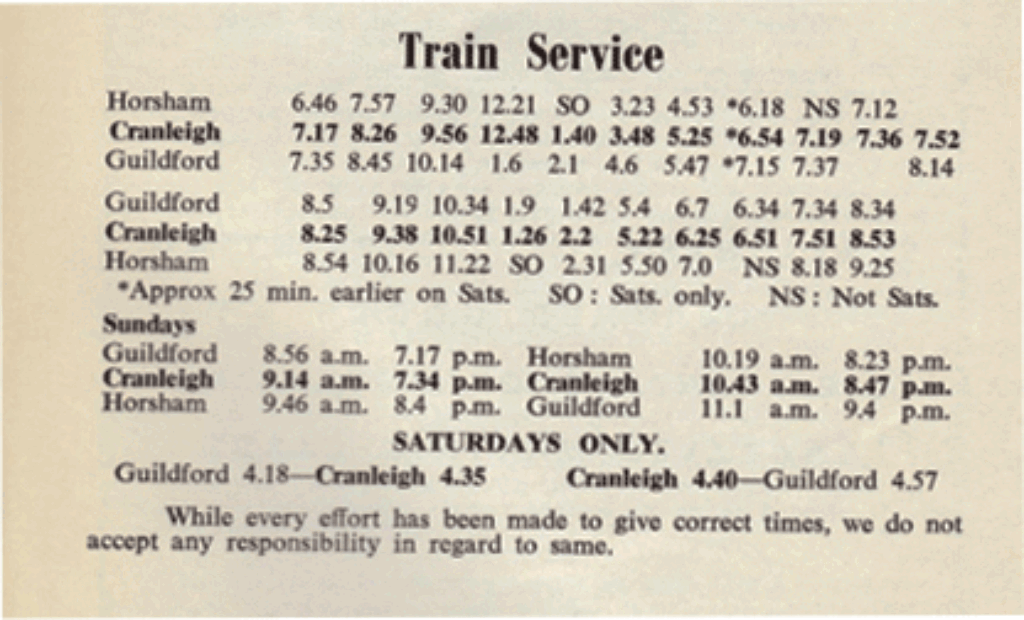 Train Service
Horsham 6.46 7.57 9.30 12.21 SO 3.23 4.53 *6.18 NS 7.12
Cranleigh 7.17 8.26 9.56 12.48 1.40 3.48 5.25 *6.54 7.19 7.36 7.52
Guildford 7.35 8.45 10.14 1.6 2.1 4.6 5.47 *7.15 7.37 8.14
Guildford 8.5 9.19 10.34 1.9 1.42 5.4 6.7 6.34 7.34 8.34
Cranleigh 8.25 9.38 10.51 1.26 2.2 5.22 6.25 6.51 7.51 8.53
Horsham 8.54 10.16 11.22 SO 2.31 5.50 7.0 NS 8.18 9.25
*Approx 25 min. earlier on Sats. SO : Sats. only. NS : Not Sats.
Sundays
Guildford 8.56 a.m. 7.17 p.m. Horsham 10.19 a.m. 8.23 p.m.
Cranleigh 9.14 a.m. 7.34 p.m. Cranleigh 10.43 a.m. 8.47 p.m.
Horsham 9.46 a.m. 8.4 p.m. Guildford 11.1 a.m. 9.4 p.m.
SATURDAYS ONLY.
Guildford 4.18—Cranleigh 4.35 Cranleigh 4.40—Guildford 4.57
While every effort has been made to give correct times, we do not
accept any responsibility in regard to same.